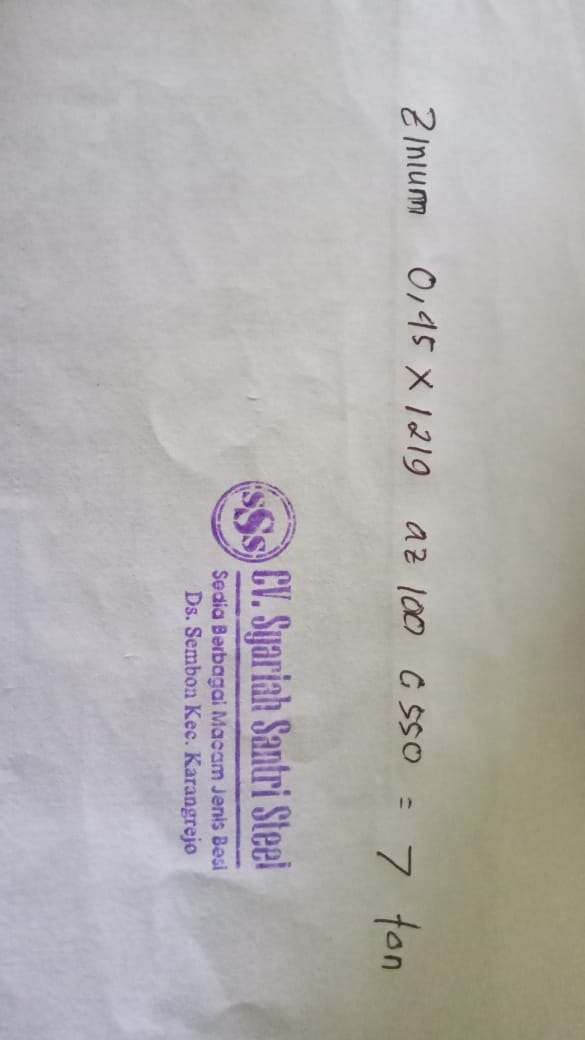 Zinium 0,45 X 1219 az 100 G 550 = 7 ton
SSS CV. Syariah Santri Steel
Sedia Berbagai Macam Jenis Besi
Ds. Sembon Kec. Karangrejo